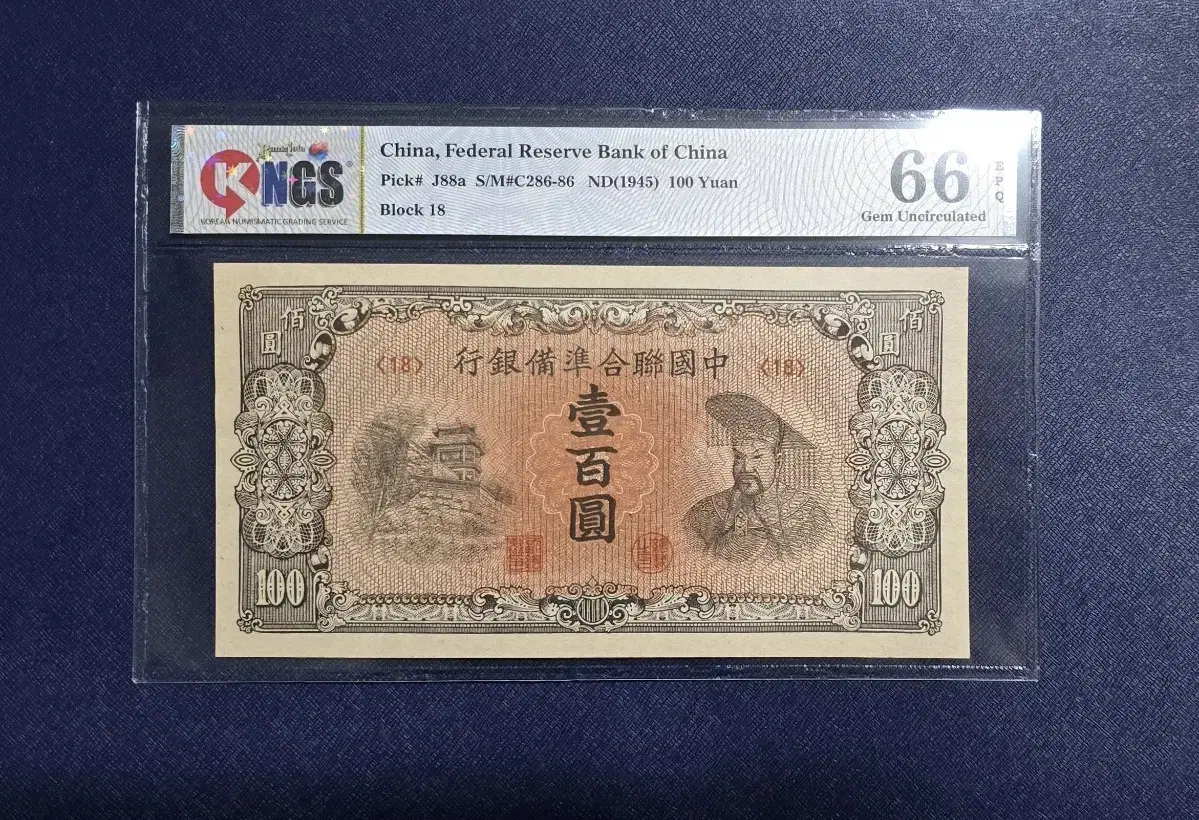 KNGS
KOREAN NUMISMATIC GRADING SERVICE
China, Federal Reserve Bank of China
Pick# J88a S/M#C286-86 ND(1945) 100 Yuan
Block 18
66
EPQ
Gem Uncirculated
佰圓
佰圓
行銀備準合聯國中
〈18〉
〈18〉
壹百圓
100
100